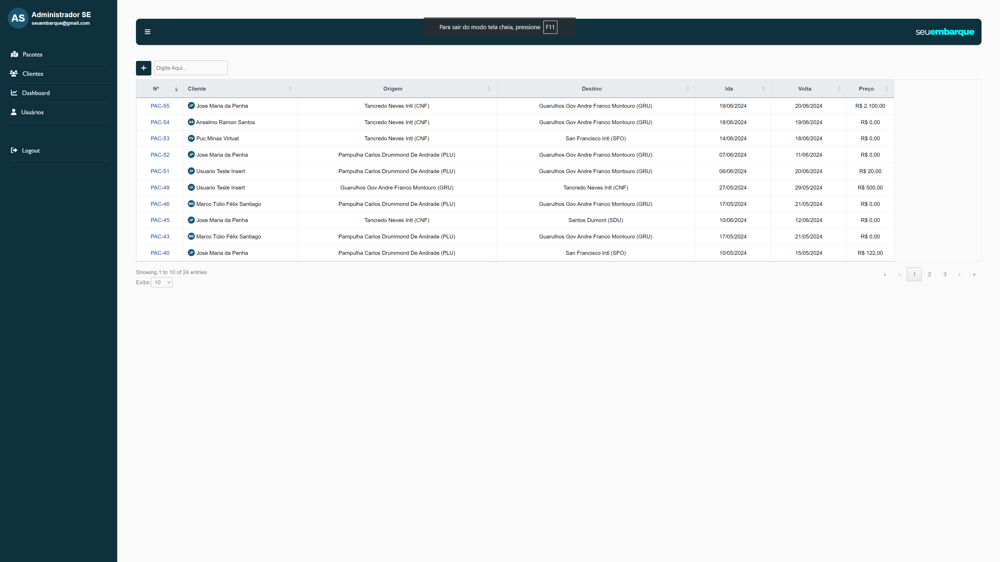 AS Administrador SE
seuembarque@gmail.com
Pacotes
Clientes
Dashboard
Usuários
Logout
Para sair do modo tela cheia, pressione F11
seuembarque
+ Digite Aqui...
N° Cliente Origem Destino Ida Volta Preço
PAC-55 JP Jose Maria da Penha Tancredo Neves Intl (CNF) Guarulhos Gov Andre Franco Montouro (GRU) 19/06/2024 20/06/2024 R$ 2.100,00
PAC-54 AS Anselmo Ramon Santos Tancredo Neves Intl (CNF) Guarulhos Gov Andre Franco Montouro (GRU) 18/06/2024 19/06/2024 R$ 0,00
PAC-53 PV Puc Minas Virtual Tancredo Neves Intl (CNF) San Francisco Intl (SFO) 14/06/2024 18/06/2024 R$ 0,00
PAC-52 JP Jose Maria da Penha Pampulha Carlos Drummond De Andrade (PLU) Guarulhos Gov Andre Franco Montouro (GRU) 07/06/2024 11/06/2024 R$ 0,00
PAC-51 UI Usuario Teste Insert Pampulha Carlos Drummond De Andrade (PLU) Guarulhos Gov Andre Franco Montouro (GRU) 06/06/2024 20/06/2024 R$ 20,00
PAC-49 UI Usuario Teste Insert Guarulhos Gov Andre Franco Montouro (GRU) Tancredo Neves Intl (CNF) 27/05/2024 29/05/2024 R$ 500,00
PAC-46 MS Marco Túlio Félix Santiago Pampulha Carlos Drummond De Andrade (PLU) Guarulhos Gov Andre Franco Montouro (GRU) 17/05/2024 21/05/2024 R$ 0,00
PAC-45 JP Jose Maria da Penha Tancredo Neves Intl (CNF) Santos Dumont (SDU) 10/06/2024 12/06/2024 R$ 0,00
PAC-43 MS Marco Túlio Félix Santiago Pampulha Carlos Drummond De Andrade (PLU) Guarulhos Gov Andre Franco Montouro (GRU) 17/05/2024 21/05/2024 R$ 0,00
PAC-40 JP Jose Maria da Penha Pampulha Carlos Drummond De Andrade (PLU) San Francisco Intl (SFO) 10/05/2024 15/05/2024 R$ 122,00
Showing 1 to 10 of 24 entries
Exibir: 10
« ‹ 1 2 3 › »